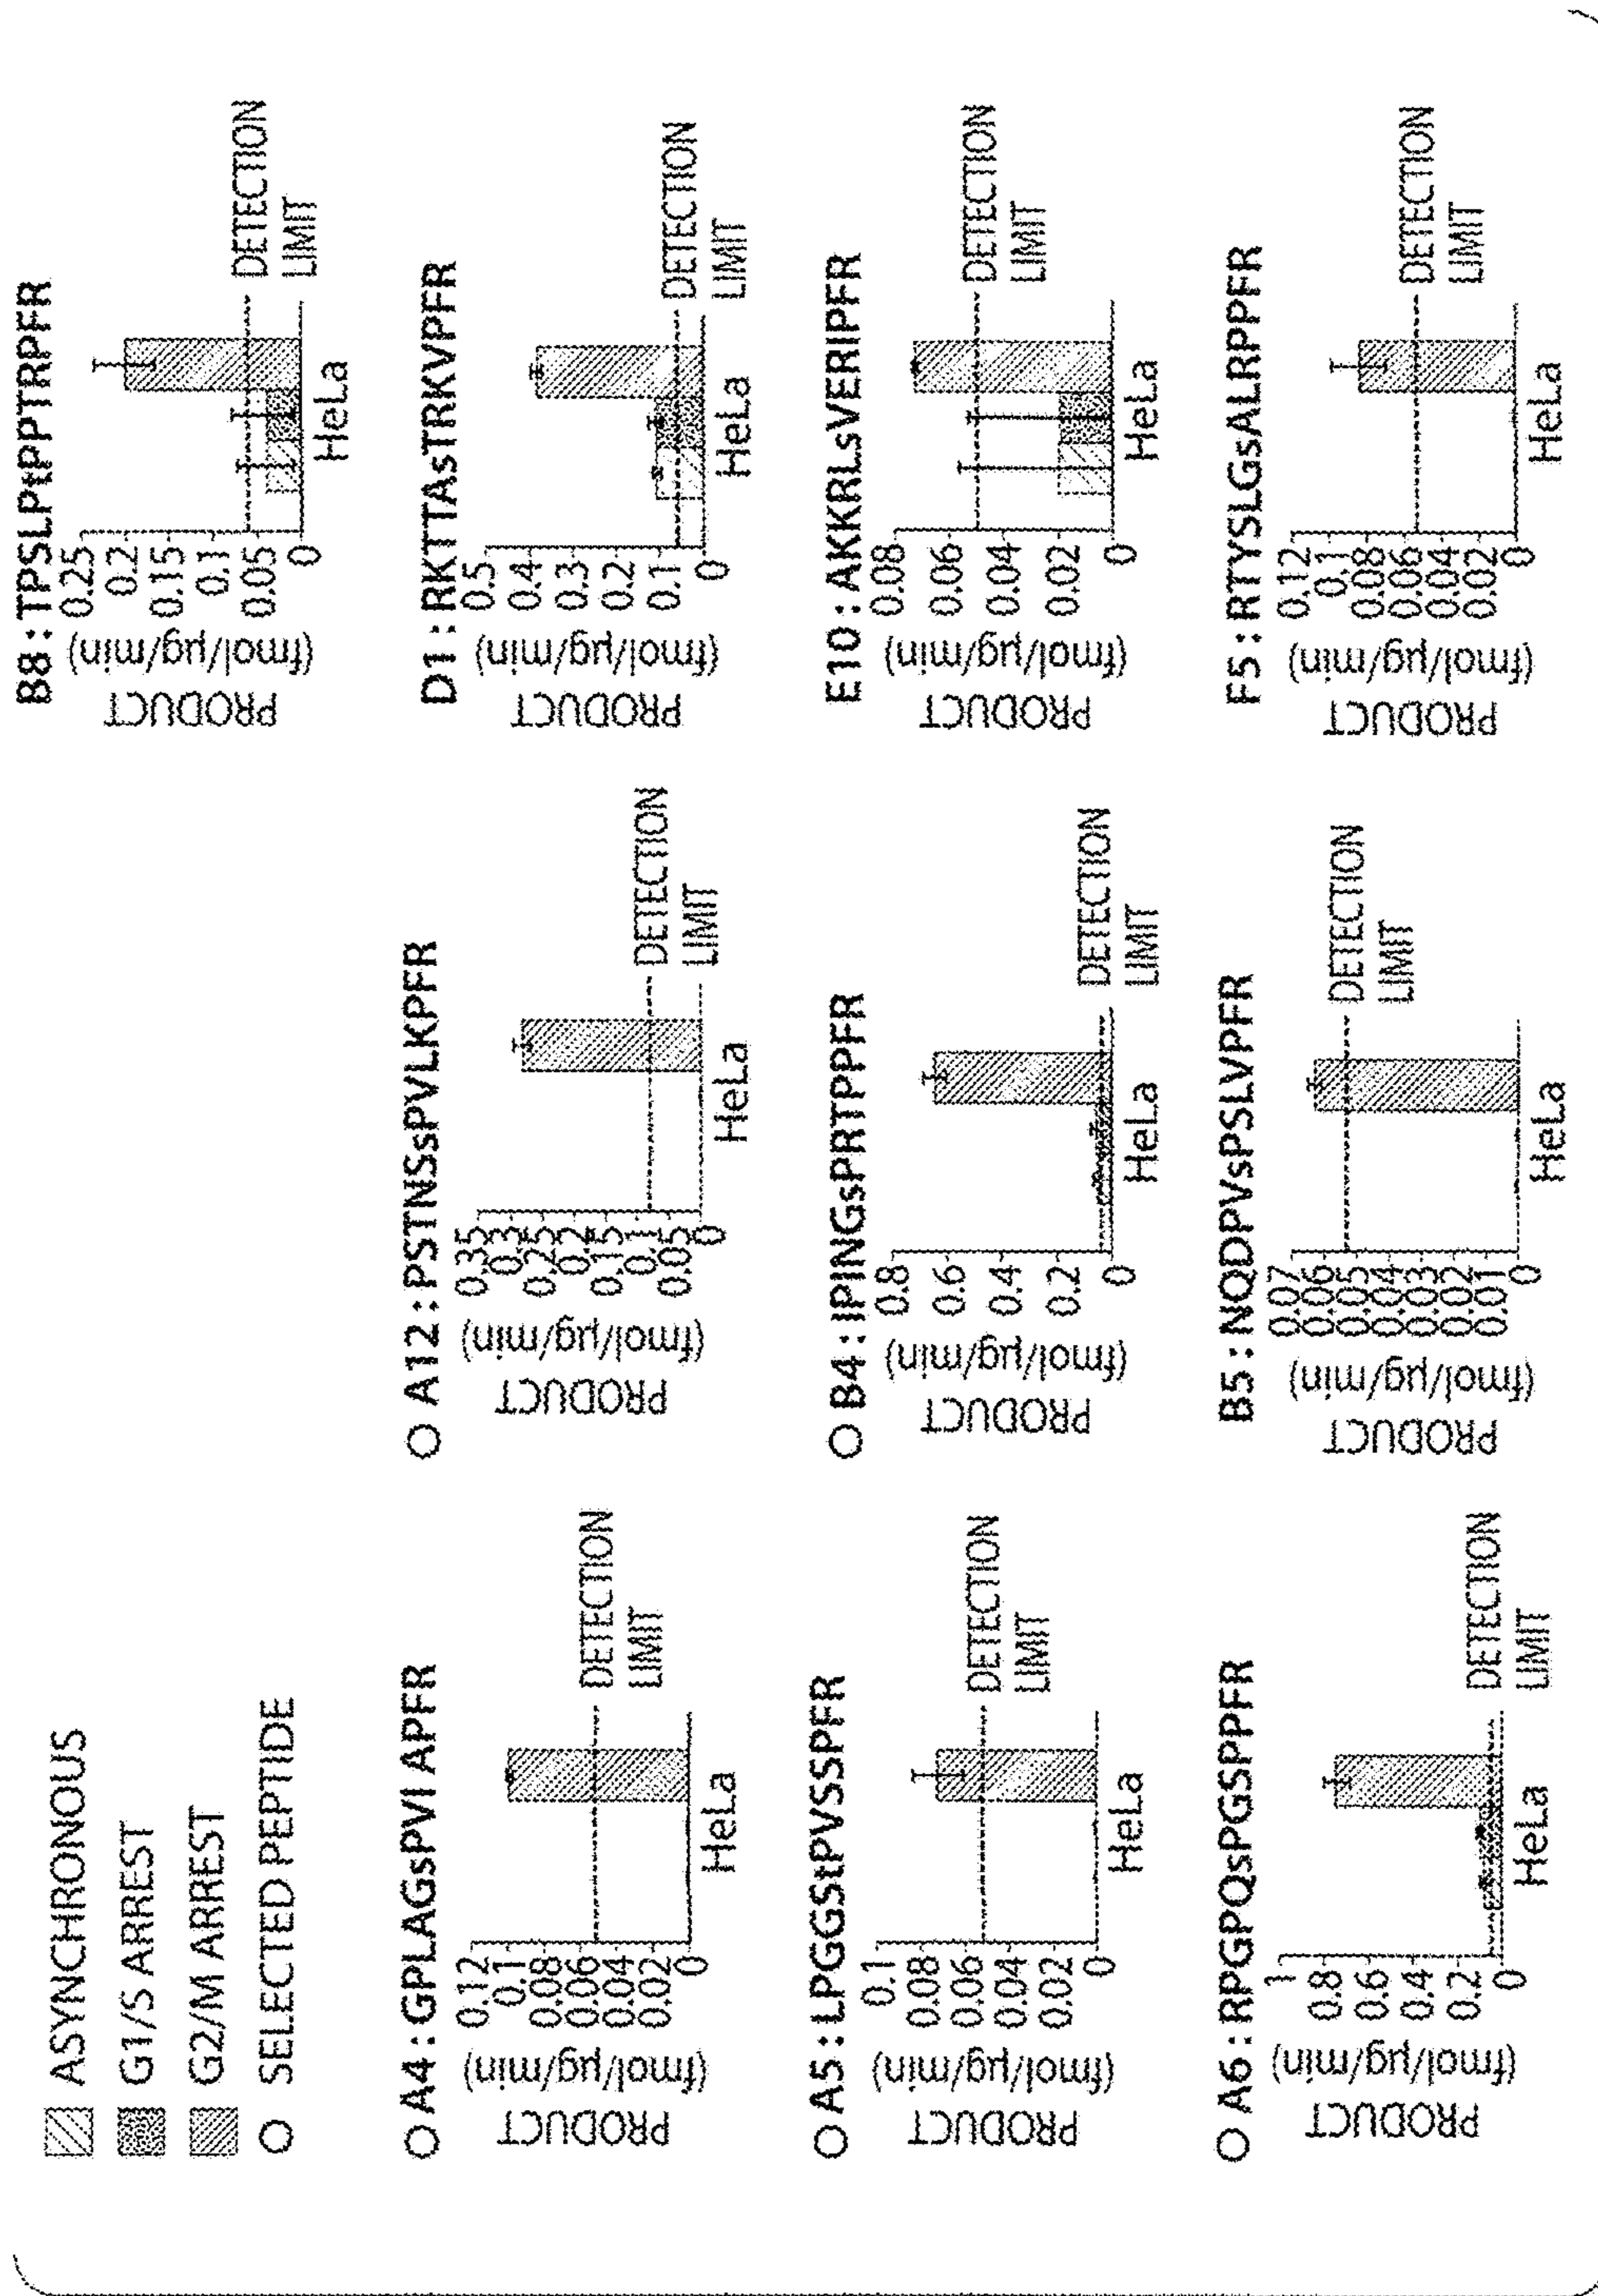 ASYNCHRONOUS
G1/S ARREST
G2/M ARREST
SELECTED PEPTIDE
B8 : TPSLPtPPTRPFR
PRODUCT
(fmol/µg/min)
0.25
0.2
0.15
0.1
0.05
0
DETECTION
LIMIT
HeLa
A4 : GPLAGsPVI APFR
PRODUCT
(fmol/µg/min)
0.12
0.1
0.08
0.06
0.04
0.02
0
DETECTION
LIMIT
HeLa
A12 : PSTNSsPVLKPFR
PRODUCT
(fmol/µg/min)
0.35
0.3
0.25
0.2
0.15
0.1
0.05
0
DETECTION
LIMIT
HeLa
D1 : RKTTAsTRKVPFR
PRODUCT
(fmol/µg/min)
0.5
0.4
0.3
0.2
0.1
0
DETECTION
LIMIT
HeLa
A5 : LPGGStPVSSPFR
PRODUCT
(fmol/µg/min)
0.1
0.08
0.06
0.04
0.02
0
DETECTION
LIMIT
HeLa
B4 : IPINGsPRTPPFR
PRODUCT
(fmol/µg/min)
0.8
0.6
0.4
0.2
0
DETECTION
LIMIT
HeLa
E10 : AKKRLsVERIPFR
PRODUCT
(fmol/µg/min)
0.08
0.06
0.04
0.02
0
DETECTION
LIMIT
HeLa
A6 : RPGPQsPGSPPFR
PRODUCT
(fmol/µg/min)
1
0.8
0.6
0.4
0.2
0
DETECTION
LIMIT
HeLa
B5 : NQDPVsPSLVPFR
PRODUCT
(fmol/µg/min)
0.07
0.06
0.05
0.04
0.03
0.02
0.01
0
DETECTION
LIMIT
HeLa
F5 : RTYSLGsALRPPFR
PRODUCT
(fmol/µg/min)
0.12
0.1
0.08
0.06
0.04
0.02
0
DETECTION
LIMIT
HeLa